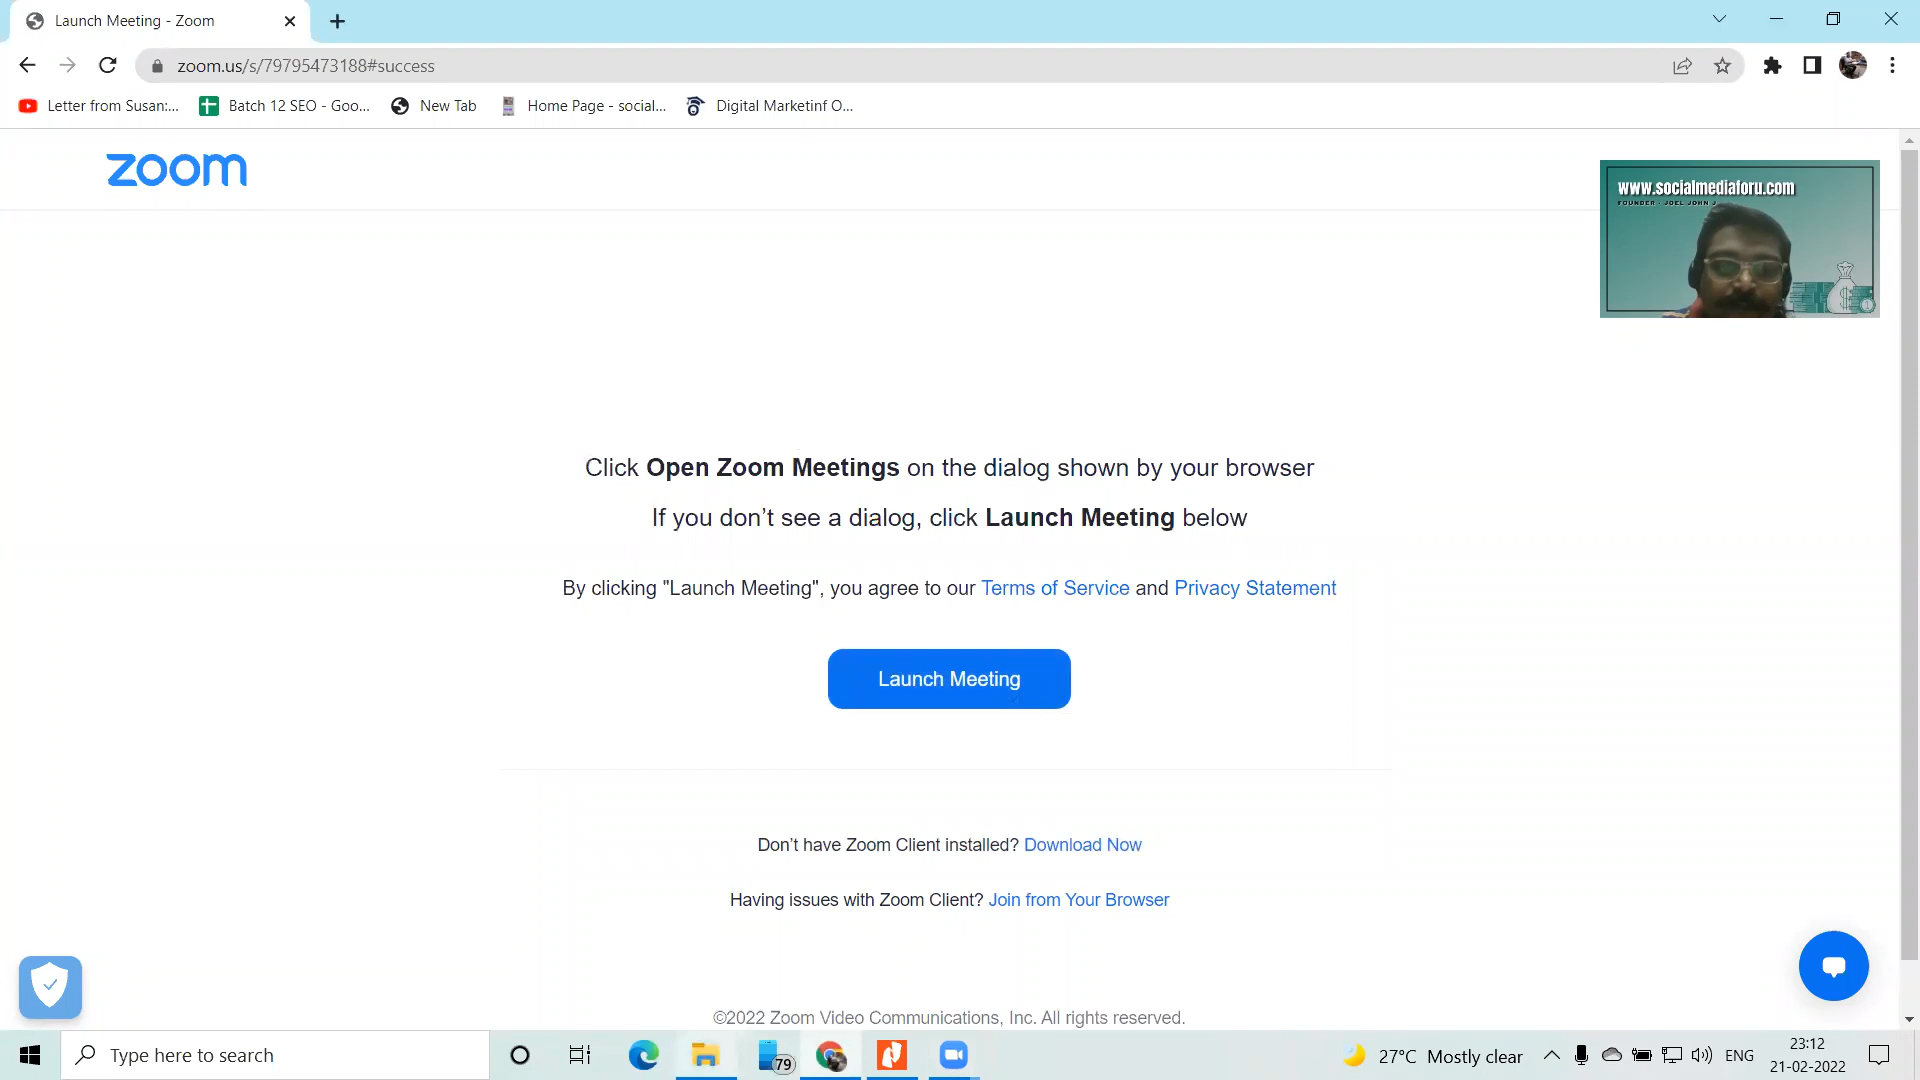 Launch Meeting - Zoom
zoom.us/s/79795473188#success
Letter from Susan:...
Batch 12 SEO - Goo...
New Tab
Home Page - social...
Digital Marketinf O...
zoom
www.socialmediaforu.com
FOUNDER : JOEL JOHN J
Click Open Zoom Meetings on the dialog shown by your browser
If you don’t see a dialog, click Launch Meeting below
By clicking "Launch Meeting", you agree to our Terms of Service and Privacy Statement
Launch Meeting
Don’t have Zoom Client installed? Download Now
Having issues with Zoom Client? Join from Your Browser
©2022 Zoom Video Communications, Inc. All rights reserved.
Type here to search
79
27°C Mostly clear
ENG
23:12
21-02-2022